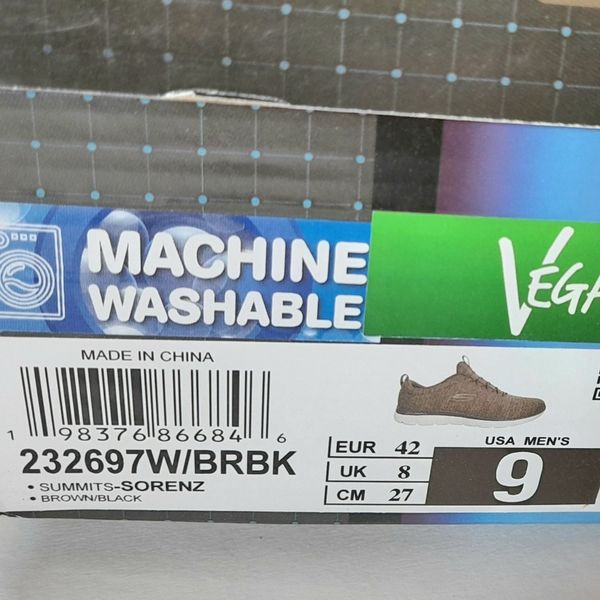 MACHINE
WASHABLE
VEGA
MADE IN CHINA
1 98376 86684 6
232697W/BRBK
• SUMMITS-SORENZ
• BROWN/BLACK
EUR 42
UK 8
CM 27
USA MEN'S
9